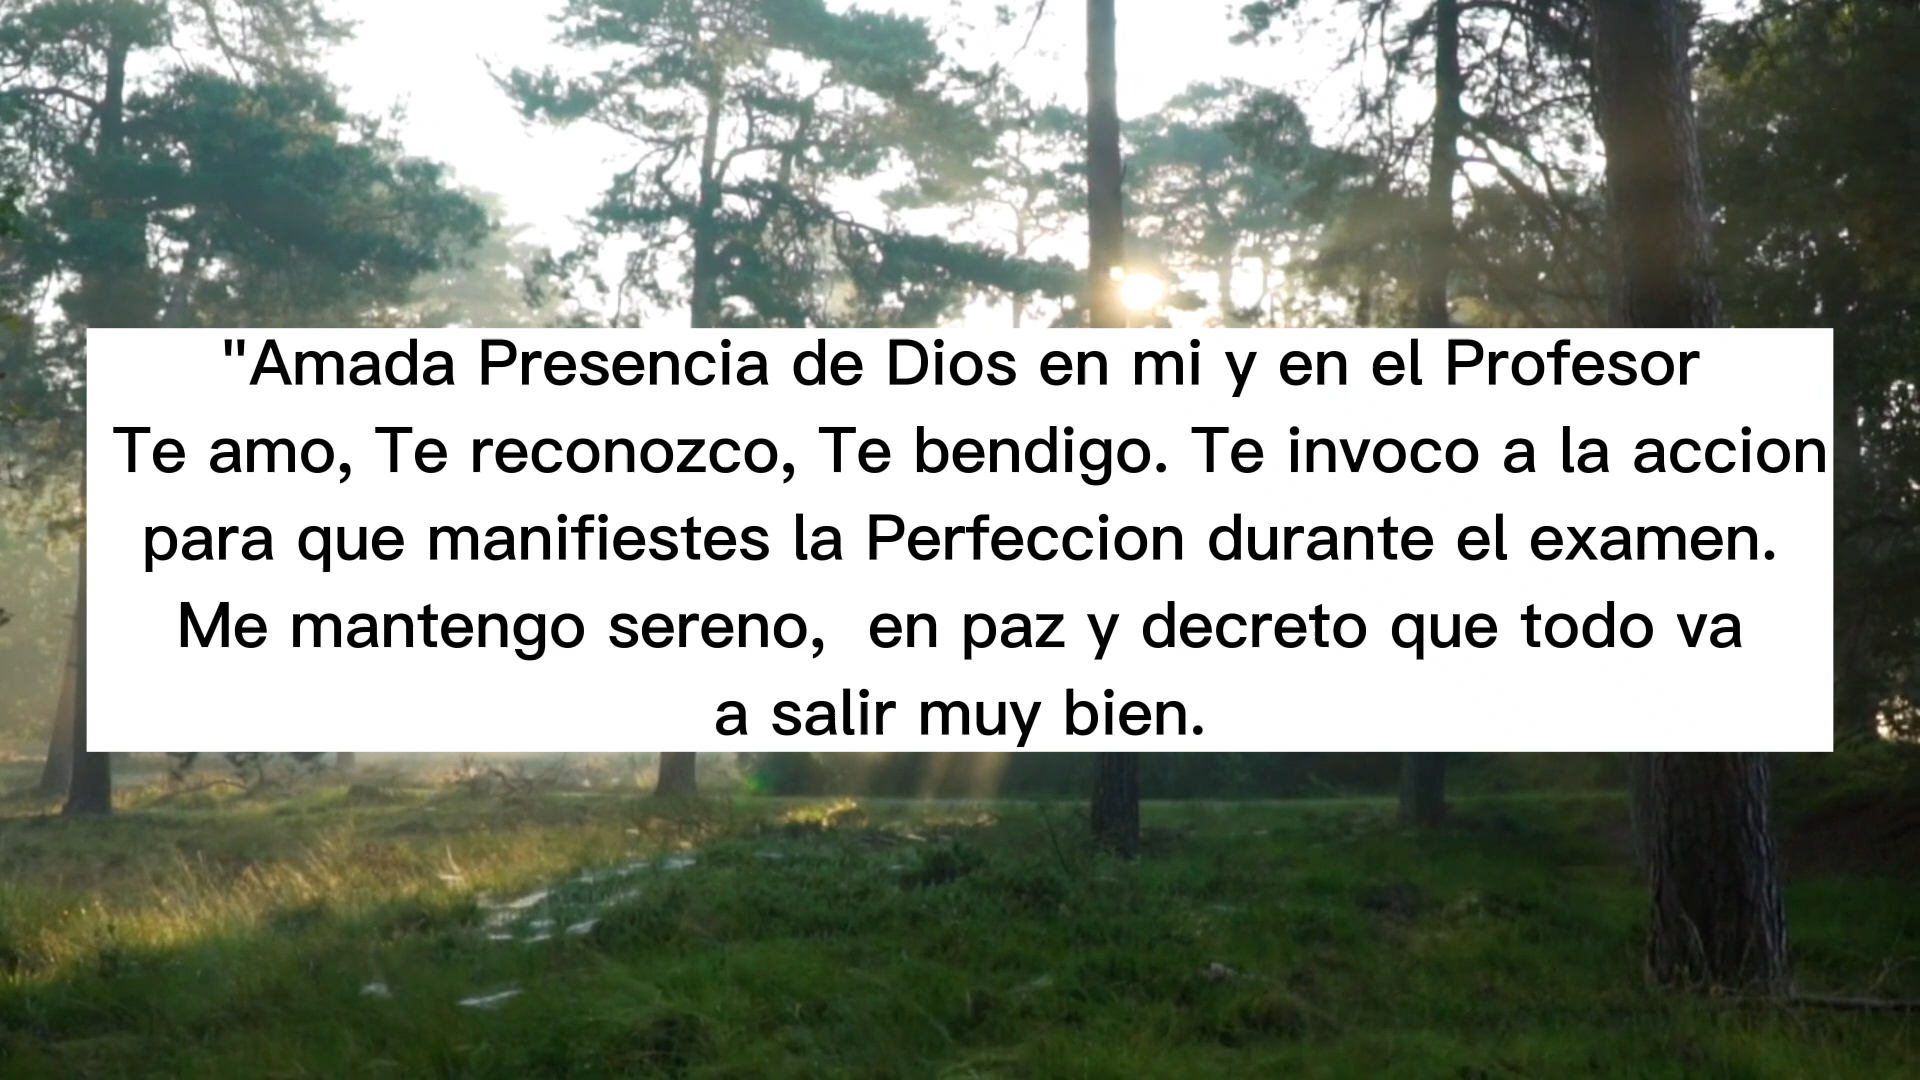 "Amada Presencia de Dios en mi y en el Profesor
Te amo, Te reconozco, Te bendigo. Te invoco a la accion
para que manifiestes la Perfeccion durante el examen.
Me mantengo sereno,  en paz y decreto que todo va
a salir muy bien.